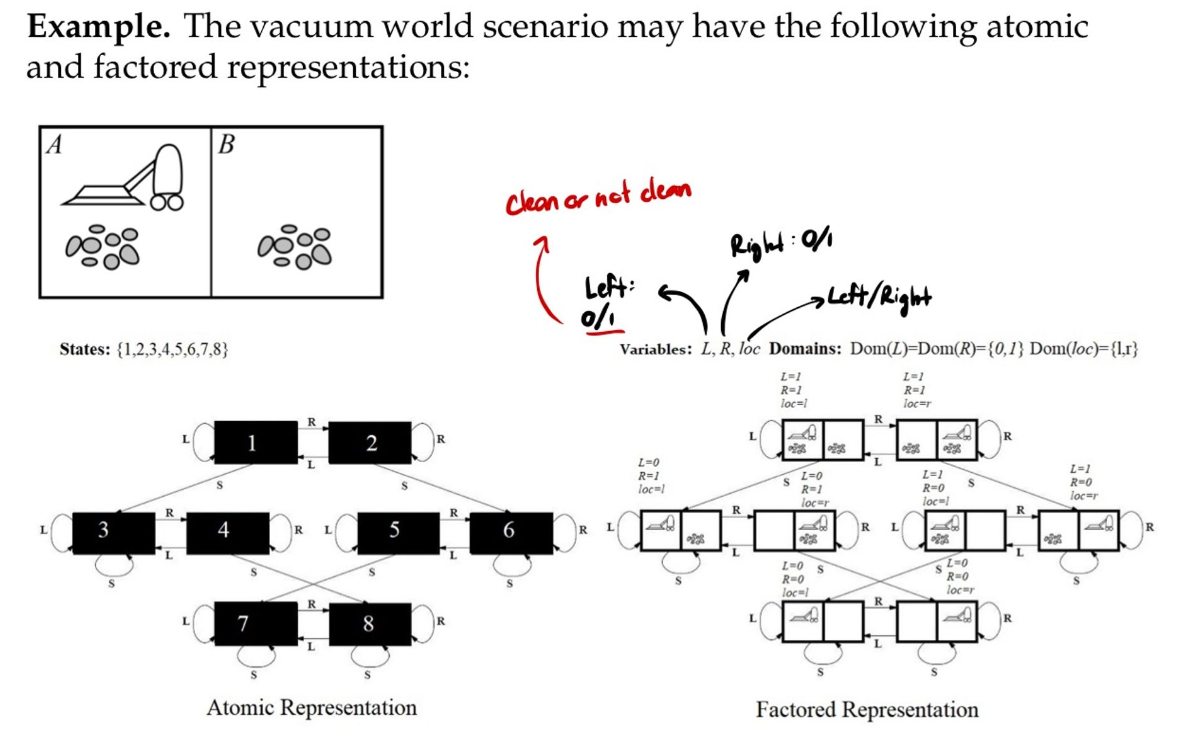 Example. The vacuum world scenario may have the following atomic
and factored representations:
A
B
Clean or not clean
Right: 0/1
Left:
0/1
Left/Right
States: {1,2,3,4,5,6,7,8}
Variables: L, R, loc Domains: Dom(L)=Dom(R)={0,1} Dom(loc)={l,r}
L=1
R=1
loc=l
L=1
R=1
loc=r
L
1
R
L
2
R
S
S
L
R
L
R
S
S
L=0
R=1
loc=l
L=0
R=1
loc=r
L=1
R=0
loc=l
L=1
R=0
loc=r
L
3
R
L
4
R
L
5
R
L
6
R
S
S
S
S
L
R
L
R
L
R
L
R
S
S
S
S
L=0
R=0
loc=l
L=0
R=0
loc=r
L
7
R
L
8
R
S
S
L
R
L
R
S
S
Atomic Representation
Factored Representation